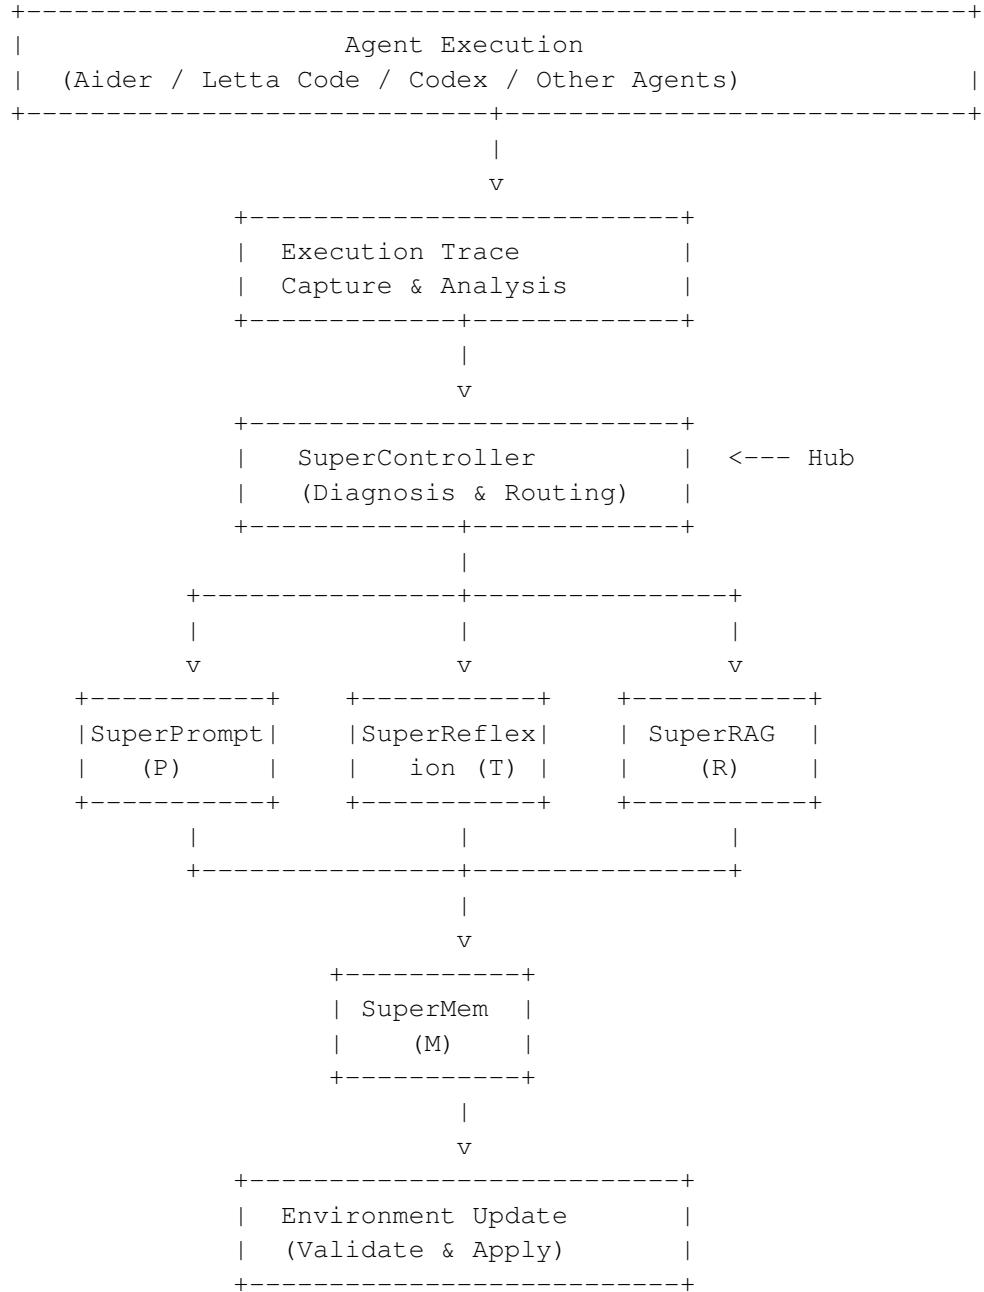 Agent Execution
(Aider / Letta Code / Codex / Other Agents)
Execution Trace
Capture & Analysis
SuperController <--- Hub
(Diagnosis & Routing)
SuperPrompt SuperReflex SuperRAG
(P) ion (T) (R)
SuperMem
(M)
Environment Update
(Validate & Apply)